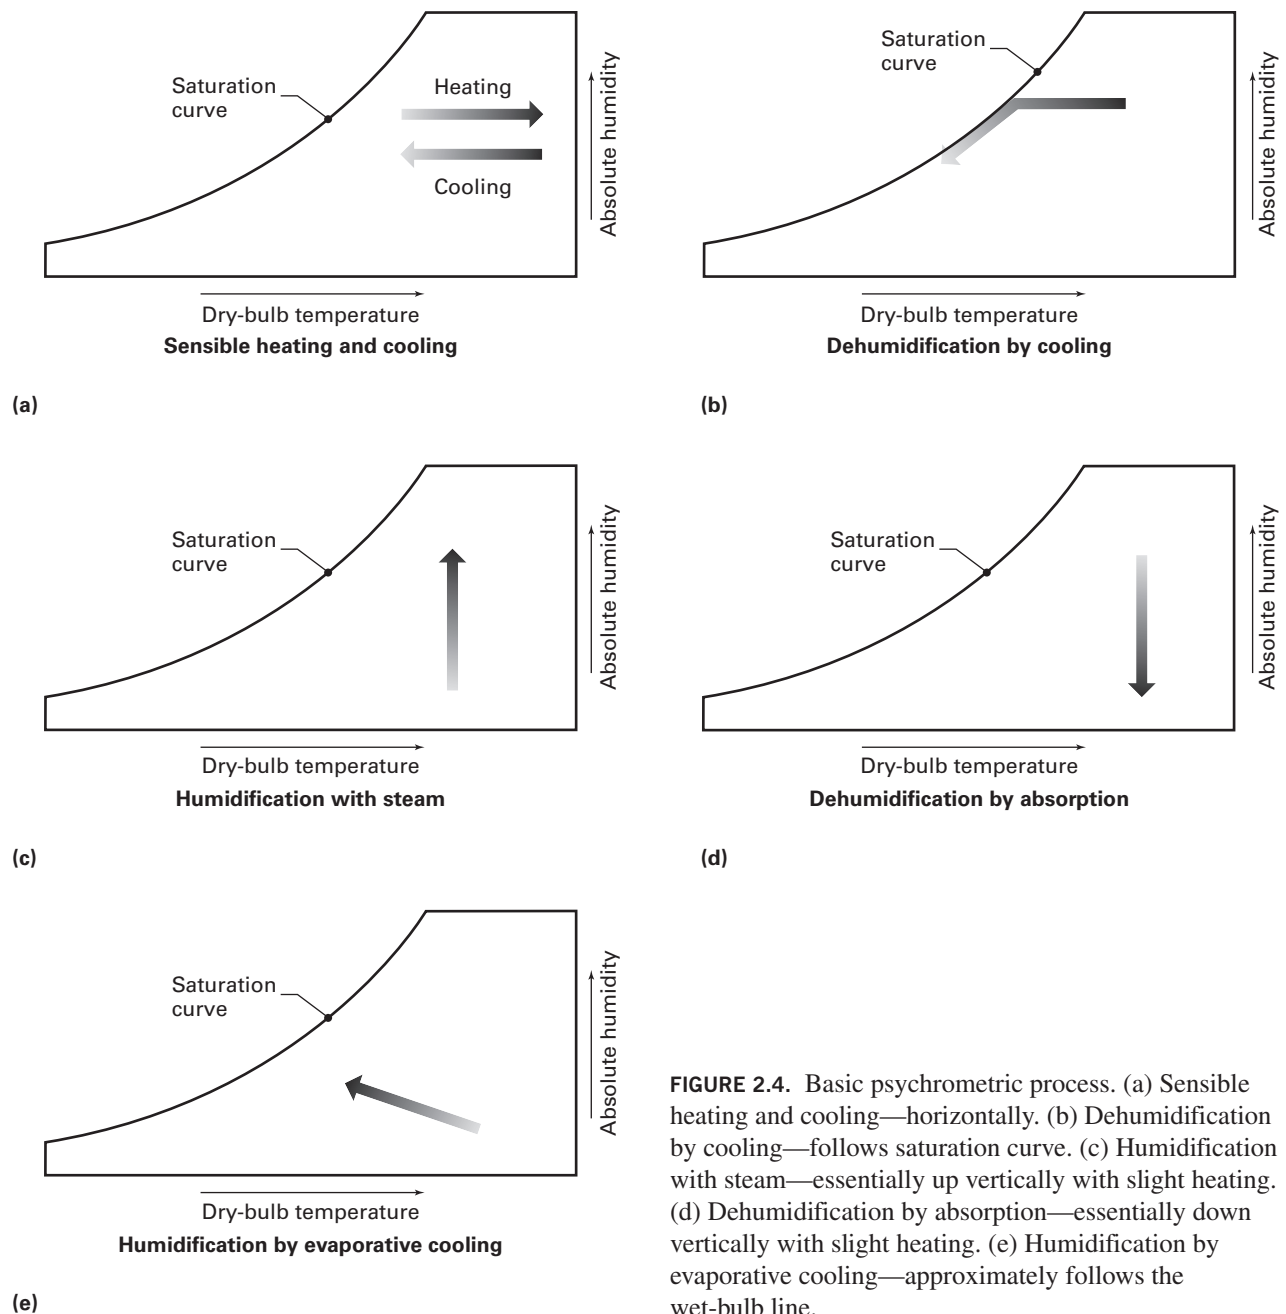 Saturation
curve
Heating
Cooling
Absolute humidity
Dry-bulb temperature
Sensible heating and cooling
(a)
Saturation
curve
Absolute humidity
Dry-bulb temperature
Dehumidification by cooling
(b)
Saturation
curve
Absolute humidity
Dry-bulb temperature
Humidification with steam
(c)
Saturation
curve
Absolute humidity
Dry-bulb temperature
Dehumidification by absorption
(d)
Saturation
curve
Absolute humidity
Dry-bulb temperature
Humidification by evaporative cooling
(e)
FIGURE 2.4. Basic psychrometric process. (a) Sensible
heating and cooling—horizontally. (b) Dehumidification
by cooling—follows saturation curve. (c) Humidification
with steam—essentially up vertically with slight heating.
(d) Dehumidification by absorption—essentially down
vertically with slight heating. (e) Humidification by
evaporative cooling—approximately follows the
wet-bulb line.